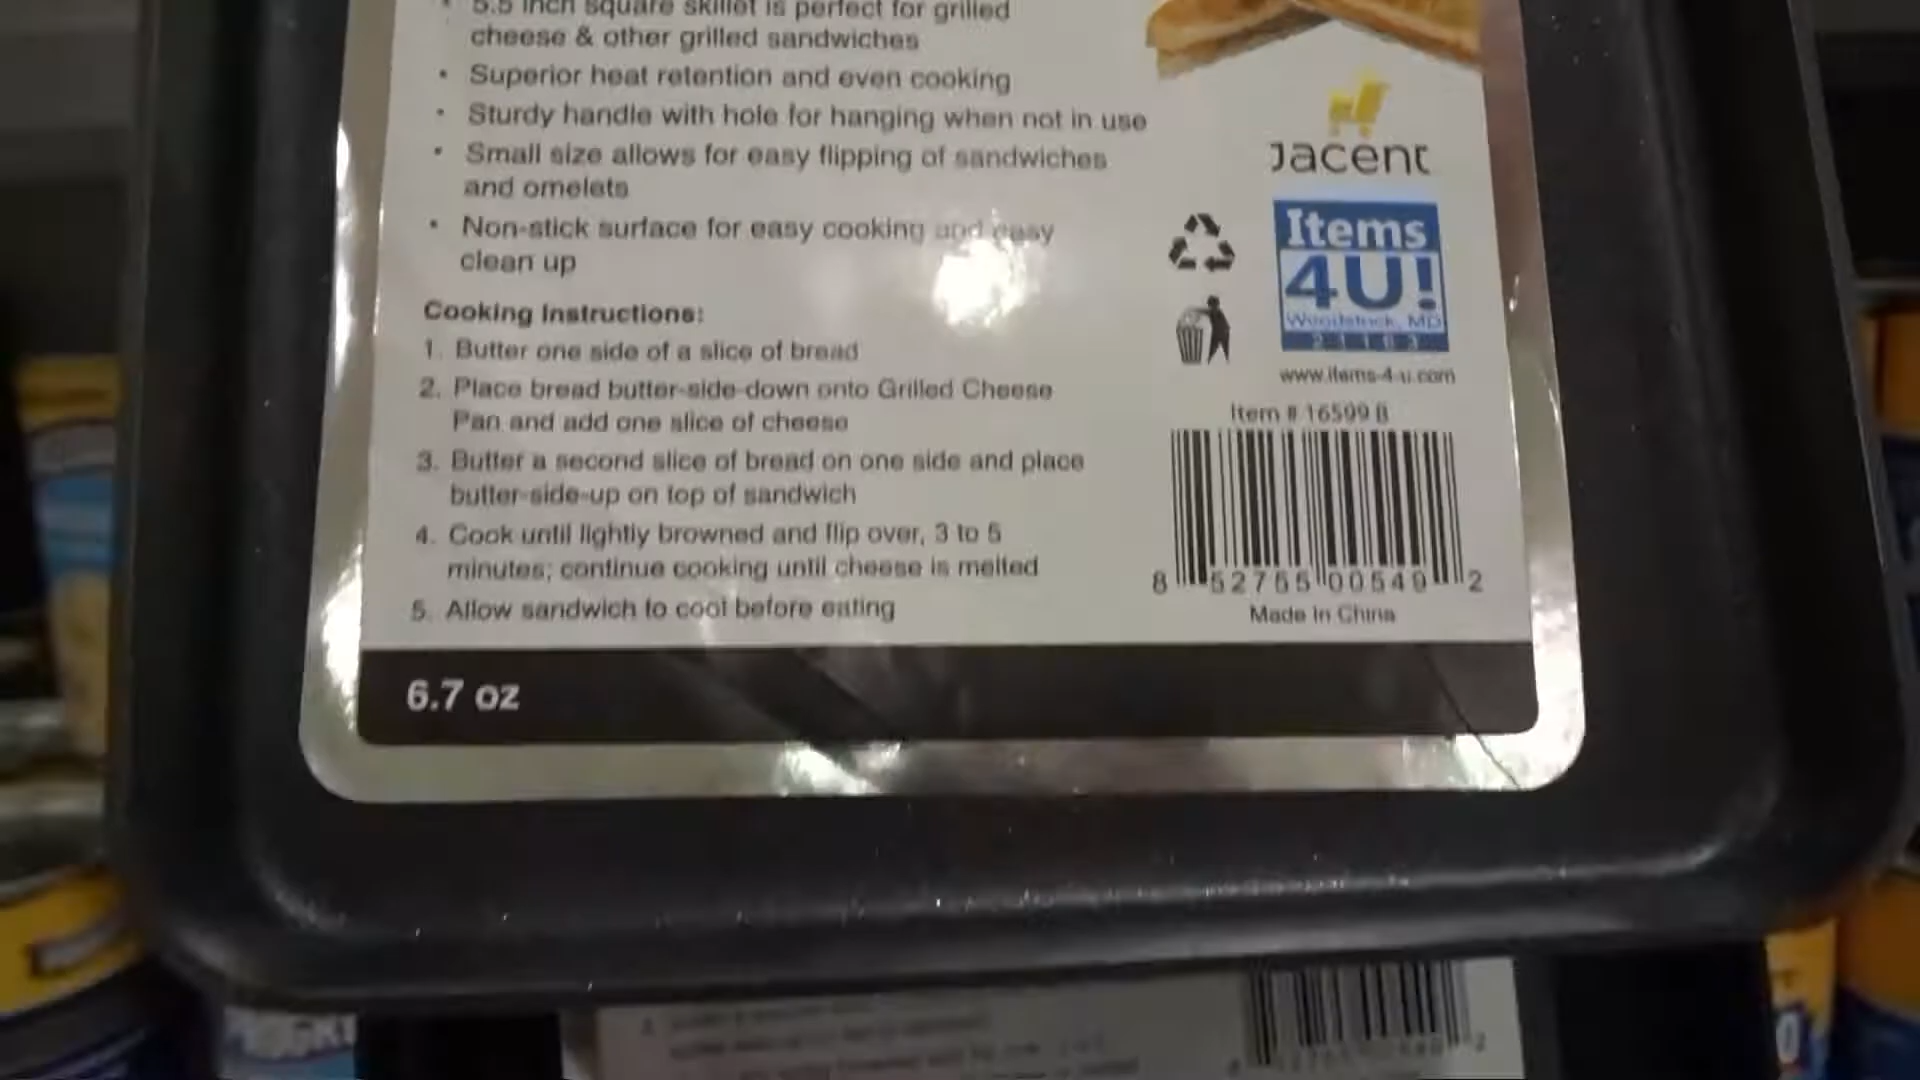 • 5.5 inch square skillet is perfect for grilled
cheese & other grilled sandwiches
• Superior heat retention and even cooking
• Sturdy handle with hole for hanging when not in use
• Small size allows for easy flipping of sandwiches
and omelets
• Non-stick surface for easy cooking and easy
clean up
Cooking Instructions:
1. Butter one side of a slice of bread
2. Place bread butter-side-down onto Grilled Cheese
Pan and add one slice of cheese
3. Butter a second slice of bread on one side and place
butter-side-up on top of sandwich
4. Cook until lightly browned and flip over, 3 to 5
minutes; continue cooking until cheese is melted
5. Allow sandwich to cool before eating
6.7 oz
Jacent
Items
4U!
Woodstock, MD
www.items-4-u.com
Item # 16599 B
8 52755 00549 2
Made In China